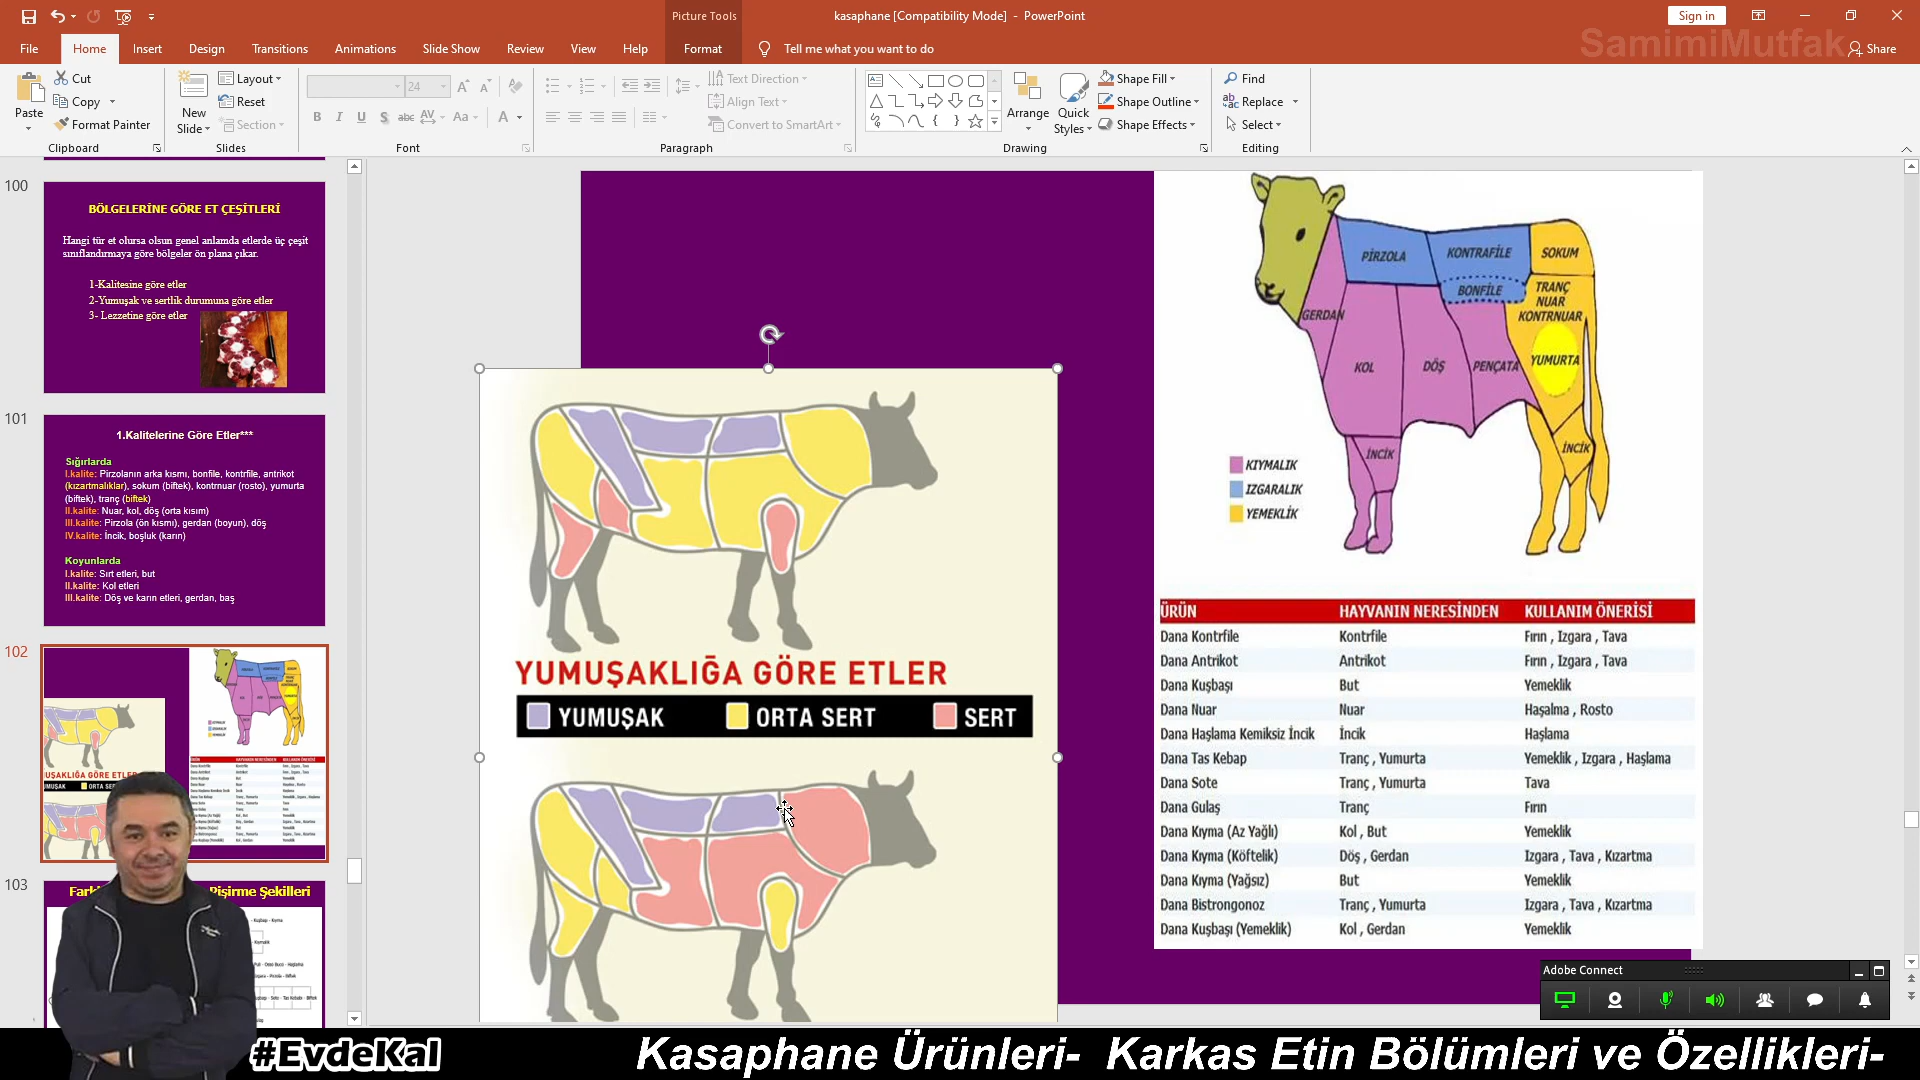 Picture Tools
kasaphane [Compatibility Mode] - PowerPoint
Sign in
SamimiMutfak
File Home Insert Design Transitions Animations Slide Show Review View Help Format Tell me what you want to do Share
Paste
Cut
Copy
Format Painter
Clipboard
New Slide
Layout
Reset
Section
Slides
24
B I U S abc AV Aa A
Font
Text Direction
Align Text
Convert to SmartArt
Paragraph
Arrange
Quick Styles
Shape Fill
Shape Outline
Shape Effects
Drawing
Find
Replace
Select
Editing
100
BÖLGELERİNE GÖRE ET ÇEŞİTLERİ
Hangi tür et olursa olsun genel anlamda etlerde üç çeşit
sınıflandırmaya göre bölgeler ön plana çıkar.
1-Kalitesine göre etler
2-Yumuşak ve sertlik durumuna göre etler
3- Lezzetine göre etler
101
1.Kalitelerine Göre Etler***
Sığırlarda
I.kalite: Pirzolanın arka kısmı, bonfile, kontrfile, antrikot
(kızartmalıklar), sokum (biftek), kontrnuar (rosto), yumurta
(biftek), tranç (biftek)
II.kalite: Nuar, kol, döş (orta kısım)
III.kalite: Pirzola (ön kısmı), gerdan (boyun), döş
IV.kalite: İncik, boşluk (karın)
Koyunlarda
I.kalite: Sırt etleri, but
II.kalite: Kol etleri
III.kalite: Döş ve karın etleri, gerdan, baş
102
103
Pişirme Şekilleri
YUMUŞAKLIĞA GÖRE ETLER
YUMUŞAK ORTA SERT SERT
PİRZOLA
KONTRAFİLE
SOKUM
BONFİLE
TRANÇ
NUAR
KONTRNUAR
GERDAN
KOL
DÖŞ
PENÇATA
YUMURTA
İNCİK
İNCİK
KIYMALIK
IZGARALIK
YEMEKLİK
ÜRÜN HAYVANIN NERESİNDEN KULLANIM ÖNERİSİ
Dana Kontrfile Kontrfile Fırın , Izgara , Tava
Dana Antrikot Antrikot Fırın , Izgara , Tava
Dana Kuşbaşı But Yemeklik
Dana Nuar Nuar Haşalma , Rosto
Dana Haşlama Kemiksiz İncik İncik Haşlama
Dana Tas Kebap Tranç , Yumurta Yemeklik , Izgara , Haşlama
Dana Sote Tranç , Yumurta Tava
Dana Gulaş Tranç Fırın
Dana Kıyma (Az Yağlı) Kol , But Yemeklik
Dana Kıyma (Köftelik) Döş , Gerdan Izgara , Tava , Kızartma
Dana Kıyma (Yağsız) But Yemeklik
Dana Bistrongonoz Tranç , Yumurta Izgara , Tava , Kızartma
Dana Kuşbaşı (Yemeklik) Kol , Gerdan Yemeklik
Adobe Connect
#EvdeKal
Kasaphane Ürünleri- Karkas Etin Bölümleri ve Özellikleri-